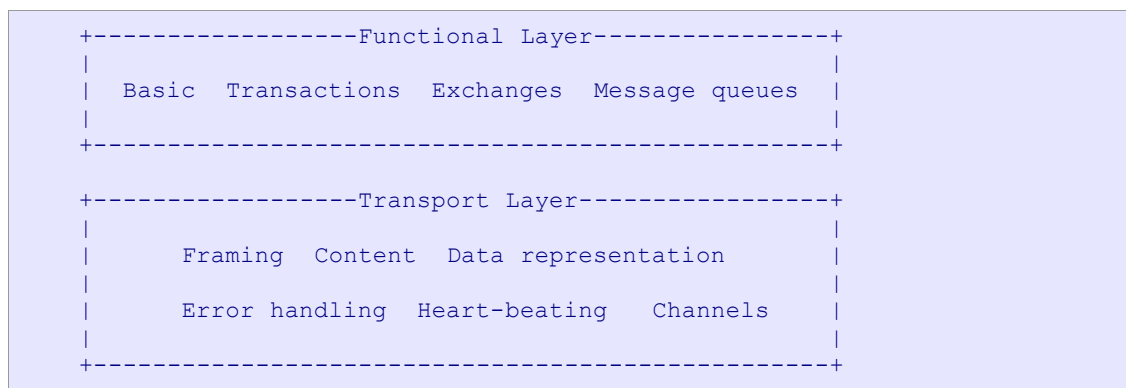 +------------------Functional Layer----------------+
| |
| Basic Transactions Exchanges Message queues |
| |
+--------------------------------------------------+
+------------------Transport Layer-----------------+
| |
| Framing Content Data representation |
| |
| Error handling Heart-beating Channels |
| |
+--------------------------------------------------+